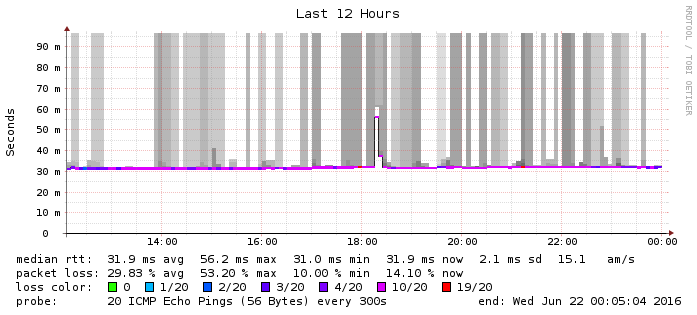 Last 12 Hours
RRDTOOL / TOBI OETIKER
Seconds
90 m
80 m
70 m
60 m
50 m
40 m
30 m
20 m
10 m
0
14:00 16:00 18:00 20:00 22:00 00:00
median rtt: 31.9 ms avg 56.2 ms max 31.0 ms min 31.9 ms now 2.1 ms sd 15.1 am/s
packet loss: 29.83 % avg 53.20 % max 10.00 % min 14.10 % now
loss color: 0 1/20 2/20 3/20 4/20 10/20 19/20
probe: 20 ICMP Echo Pings (56 Bytes) every 300s end: Wed Jun 22 00:05:04 2016